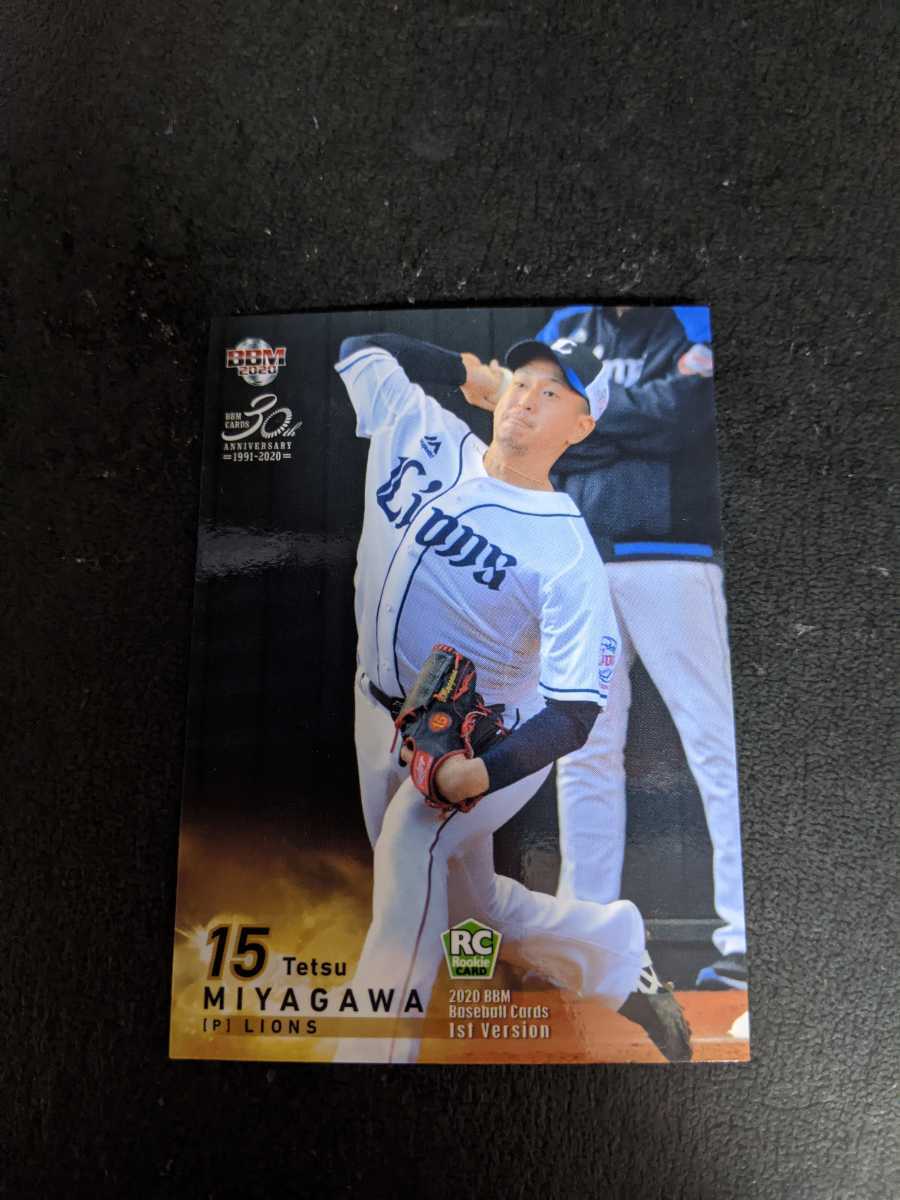 BBM
2020
BBM
CARDS
30th
ANNIVERSARY
1991-2020
Lions
15 Tetsu
MIYAGAWA
[P] LIONS
RC
Rookie
CARD
2020 BBM
Baseball Cards
1st Version